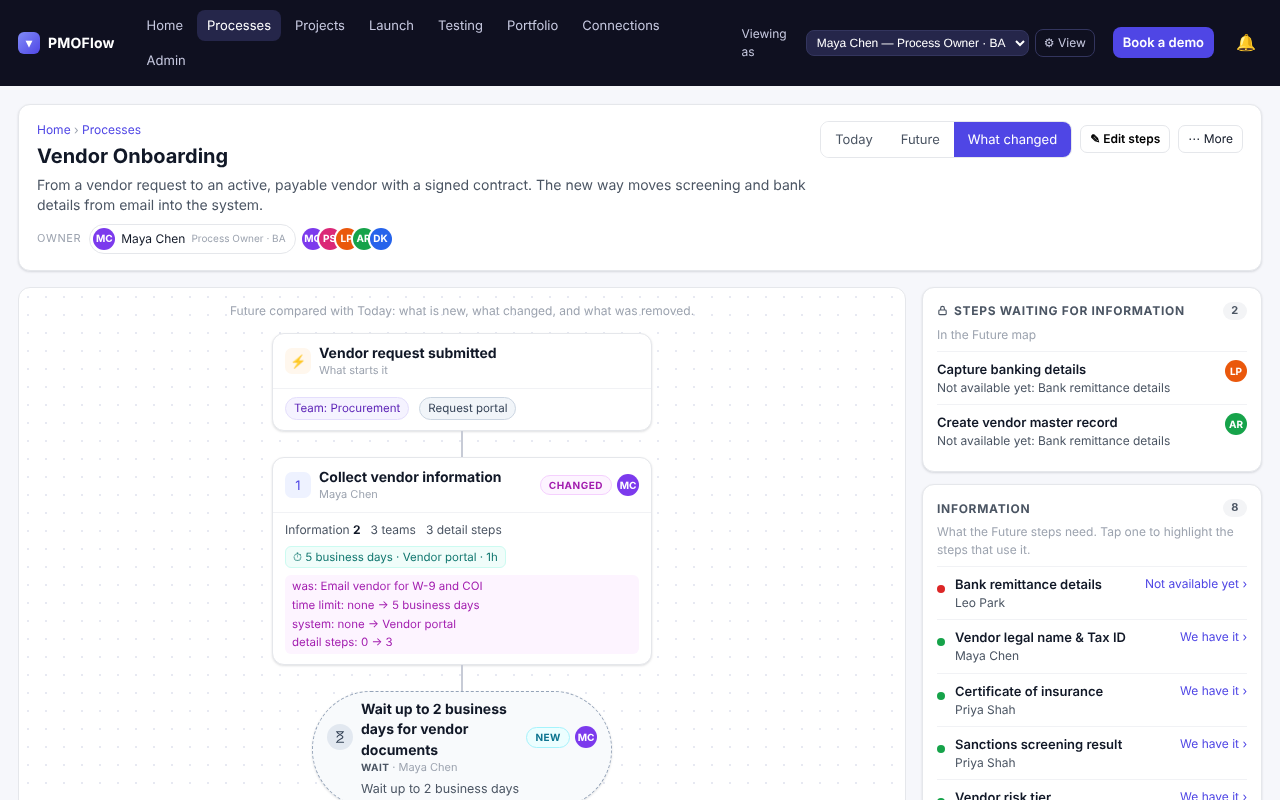 PMOFlow
Home
Processes
Projects
Launch
Testing
Portfolio
Connections
Admin
Viewing as
Maya Chen — Process Owner · BA
⚙ View
Book a demo
Home › Processes
Vendor Onboarding
From a vendor request to an active, payable vendor with a signed contract. The new way moves screening and bank
details from email into the system.
OWNER
MC Maya Chen Process Owner · BA
MC PS LP AR DK
Today
Future
What changed
✎ Edit steps
⋯ More
Future compared with Today: what is new, what changed, and what was removed.
Vendor request submitted
What starts it
Team: Procurement
Request portal
1
Collect vendor information
Maya Chen
CHANGED
MC
Information 2 3 teams 3 detail steps
⏱ 5 business days · Vendor portal · 1h
was: Email vendor for W-9 and COI
time limit: none → 5 business days
system: none → Vendor portal
detail steps: 0 → 3
Wait up to 2 business
days for vendor
documents
WAIT · Maya Chen
Wait up to 2 business days
NEW
MC
STEPS WAITING FOR INFORMATION
2
In the Future map
Capture banking details
Not available yet: Bank remittance details
LP
Create vendor master record
Not available yet: Bank remittance details
AR
INFORMATION
8
What the Future steps need. Tap one to highlight the
steps that use it.
Bank remittance details
Leo Park
Not available yet ›
Vendor legal name & Tax ID
Maya Chen
We have it ›
Certificate of insurance
Priya Shah
We have it ›
Sanctions screening result
Priya Shah
We have it ›
Vendor risk tier
We have it ›